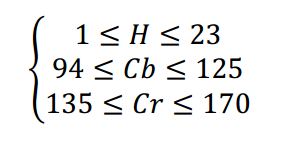 1 ≤ H ≤ 23
94 ≤ Cb ≤ 125
135 ≤ Cr ≤ 170